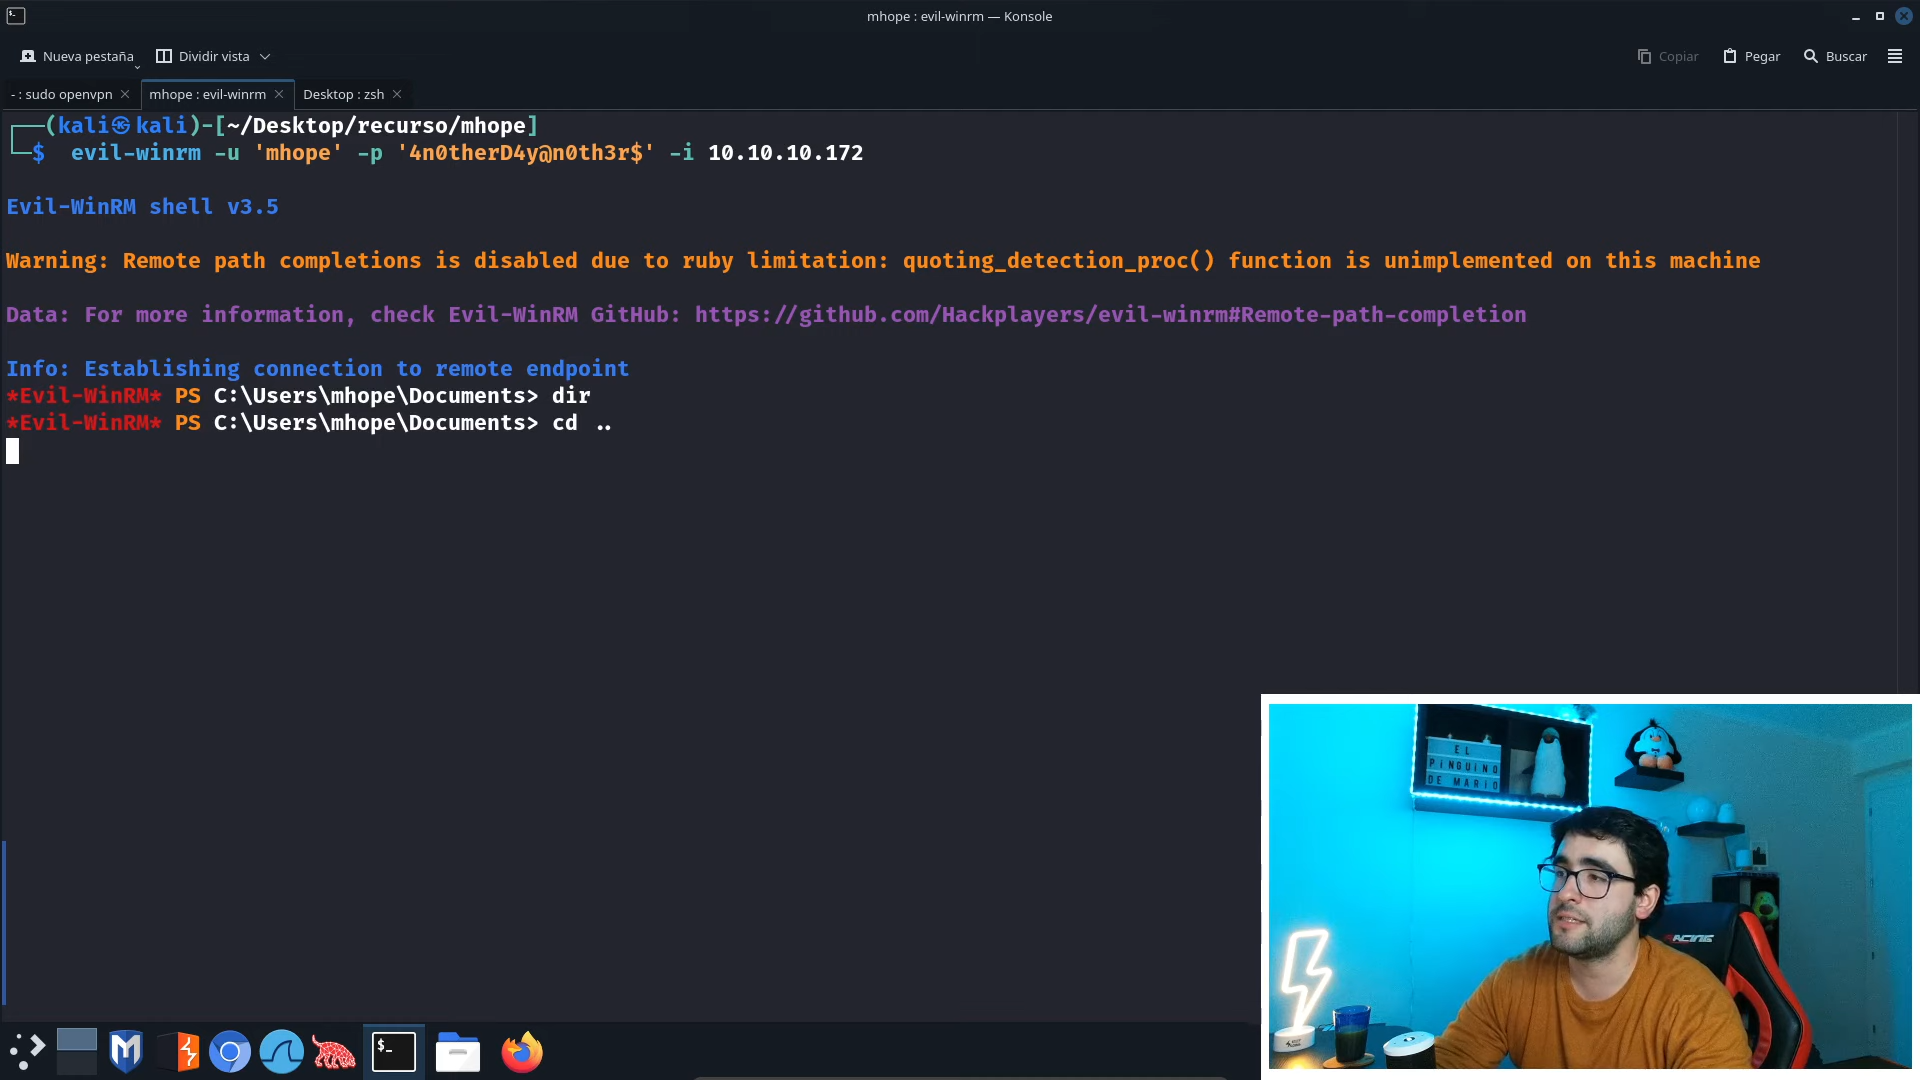 mhope : evil-winrm — Konsole
Nueva pestaña
Dividir vista
Copiar
Pegar
Buscar
- : sudo openvpn
mhope : evil-winrm
Desktop : zsh
┌──(kali㉿kali)-[~/Desktop/recurso/mhope]
└─$ evil-winrm -u 'mhope' -p '4n0therD4y@n0th3r$' -i 10.10.10.172
Evil-WinRM shell v3.5
Warning: Remote path completions is disabled due to ruby limitation: quoting_detection_proc() function is unimplemented on this machine
Data: For more information, check Evil-WinRM GitHub: https://github.com/Hackplayers/evil-winrm#Remote-path-completion
Info: Establishing connection to remote endpoint
*Evil-WinRM* PS C:\Users\mhope\Documents> dir
*Evil-WinRM* PS C:\Users\mhope\Documents> cd ..
EL
PINGUINO
DE MARIO
RACING